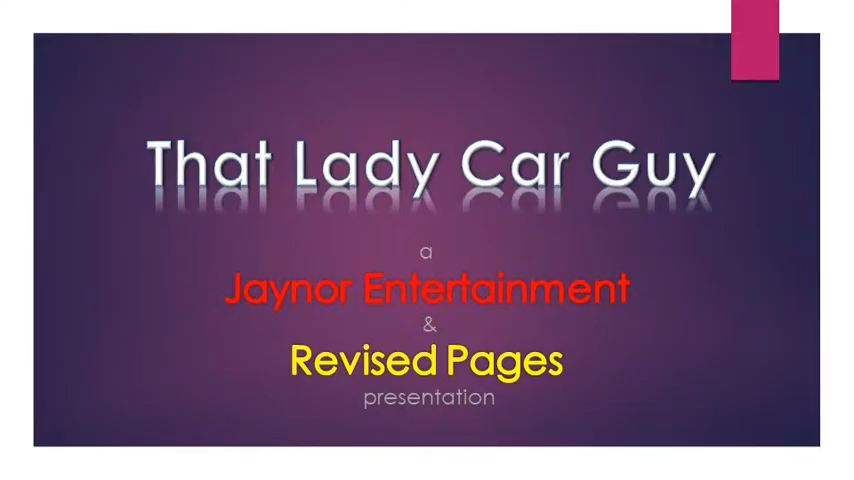 That Lady Car Guy
a
Jaynor Entertainment
&
Revised Pages
presentation